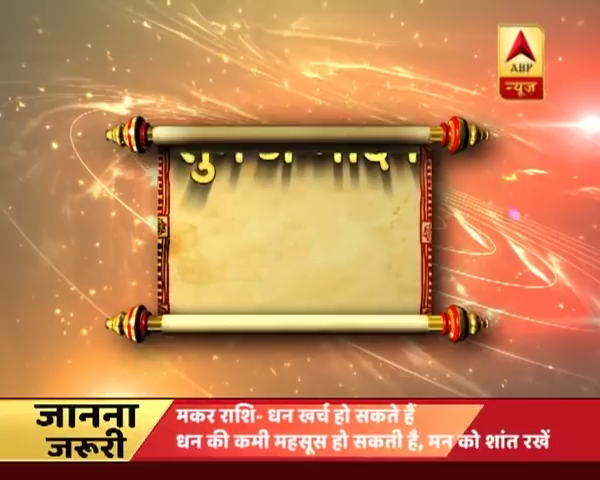 ABP
न्यूज़
जानना
जरूरी
मकर राशि- धन खर्च हो सकते हैं
धन की कमी महसूस हो सकती है, मन को शांत रखें